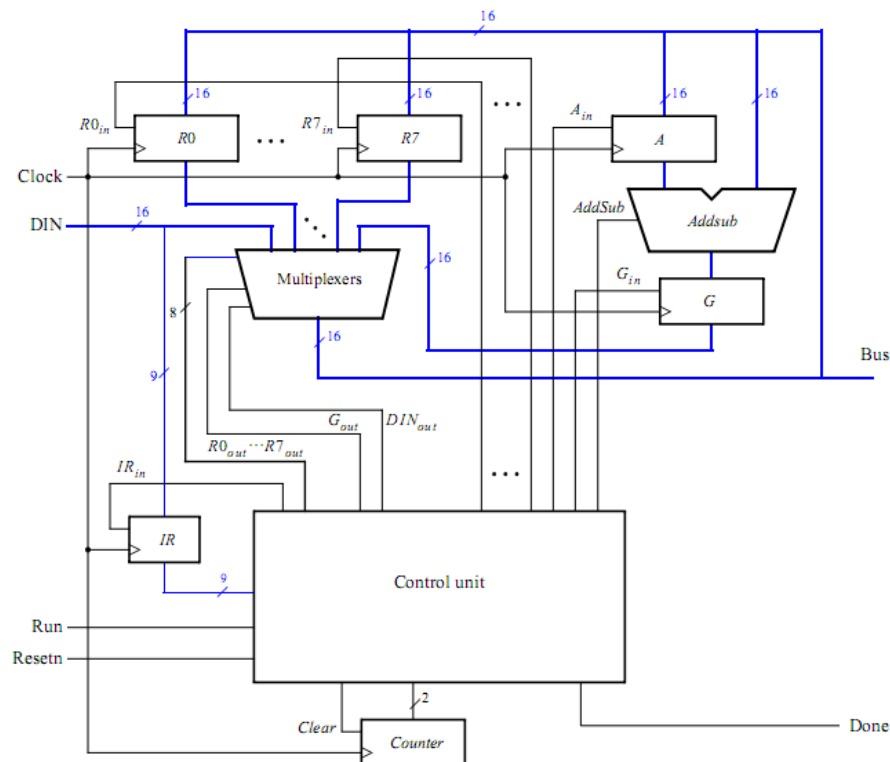 16
16
16
16
16
R0in
R0
...
R7in
R7
...
Ain
A
Clock
DIN
16
AddSub
Addsub
Multiplexers
16
Gin
G
8
16
Bus
9
Gout
DINout
R0out...R7out
IRin
...
IR
9
Control unit
Run
Resetn
2
Clear
Counter
Done